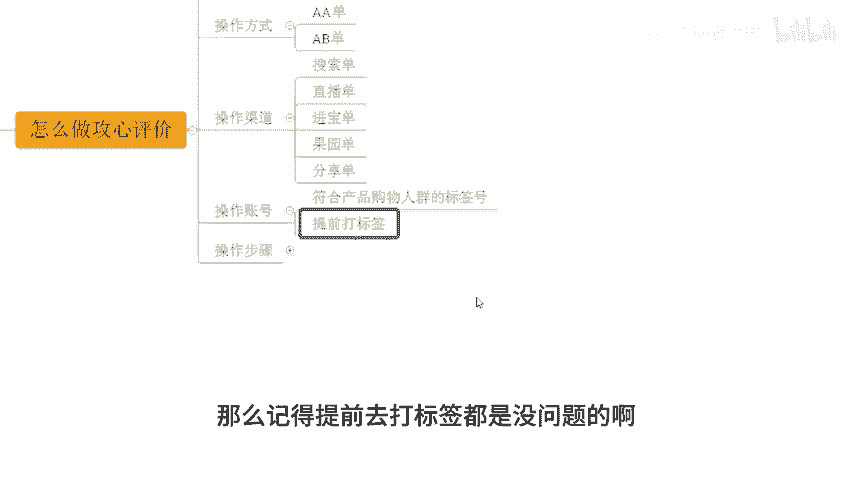 操作方式
AA单
AB单
怎么做攻心评价
操作渠道
搜索单
直播单
进宝单
果园单
分享单
操作账号
符合产品购物人群的标签号
提前打标签
操作步骤
那么记得提前去打标签都是没问题的啊